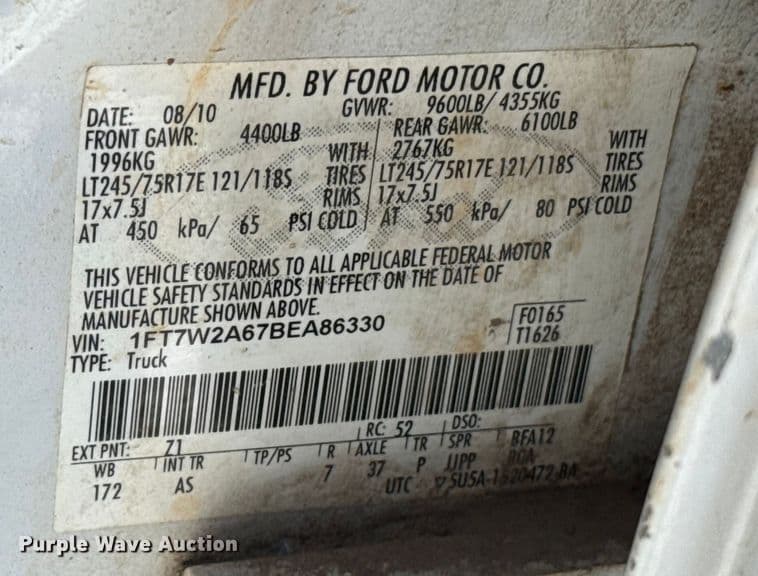 MFD. BY FORD MOTOR CO.
DATE: 08/10 GVWR: 9600LB/ 4355KG
FRONT GAWR: 4400LB REAR GAWR: 6100LB
1996KG WITH 2767KG WITH
LT245/75R17E 121/118S TIRES LT245/75R17E 121/118S TIRES
17x7.5J RIMS 17x7.5J RIMS
AT 450 kPa/ 65 PSI COLD AT 550 kPa/ 80 PSI COLD
THIS VEHICLE CONFORMS TO ALL APPLICABLE FEDERAL MOTOR
VEHICLE SAFETY STANDARDS IN EFFECT ON THE DATE OF
MANUFACTURE SHOWN ABOVE.
VIN: 1FT7W2A67BEA86330 F0165
TYPE: Truck T1626
EXT PNT: Z1 RC: 52 DSO:
WB INT TR TP/PS R AXLE TR SPR BFA12
172 AS 7 37 P JJPP
UTC
Purple Wave Auction